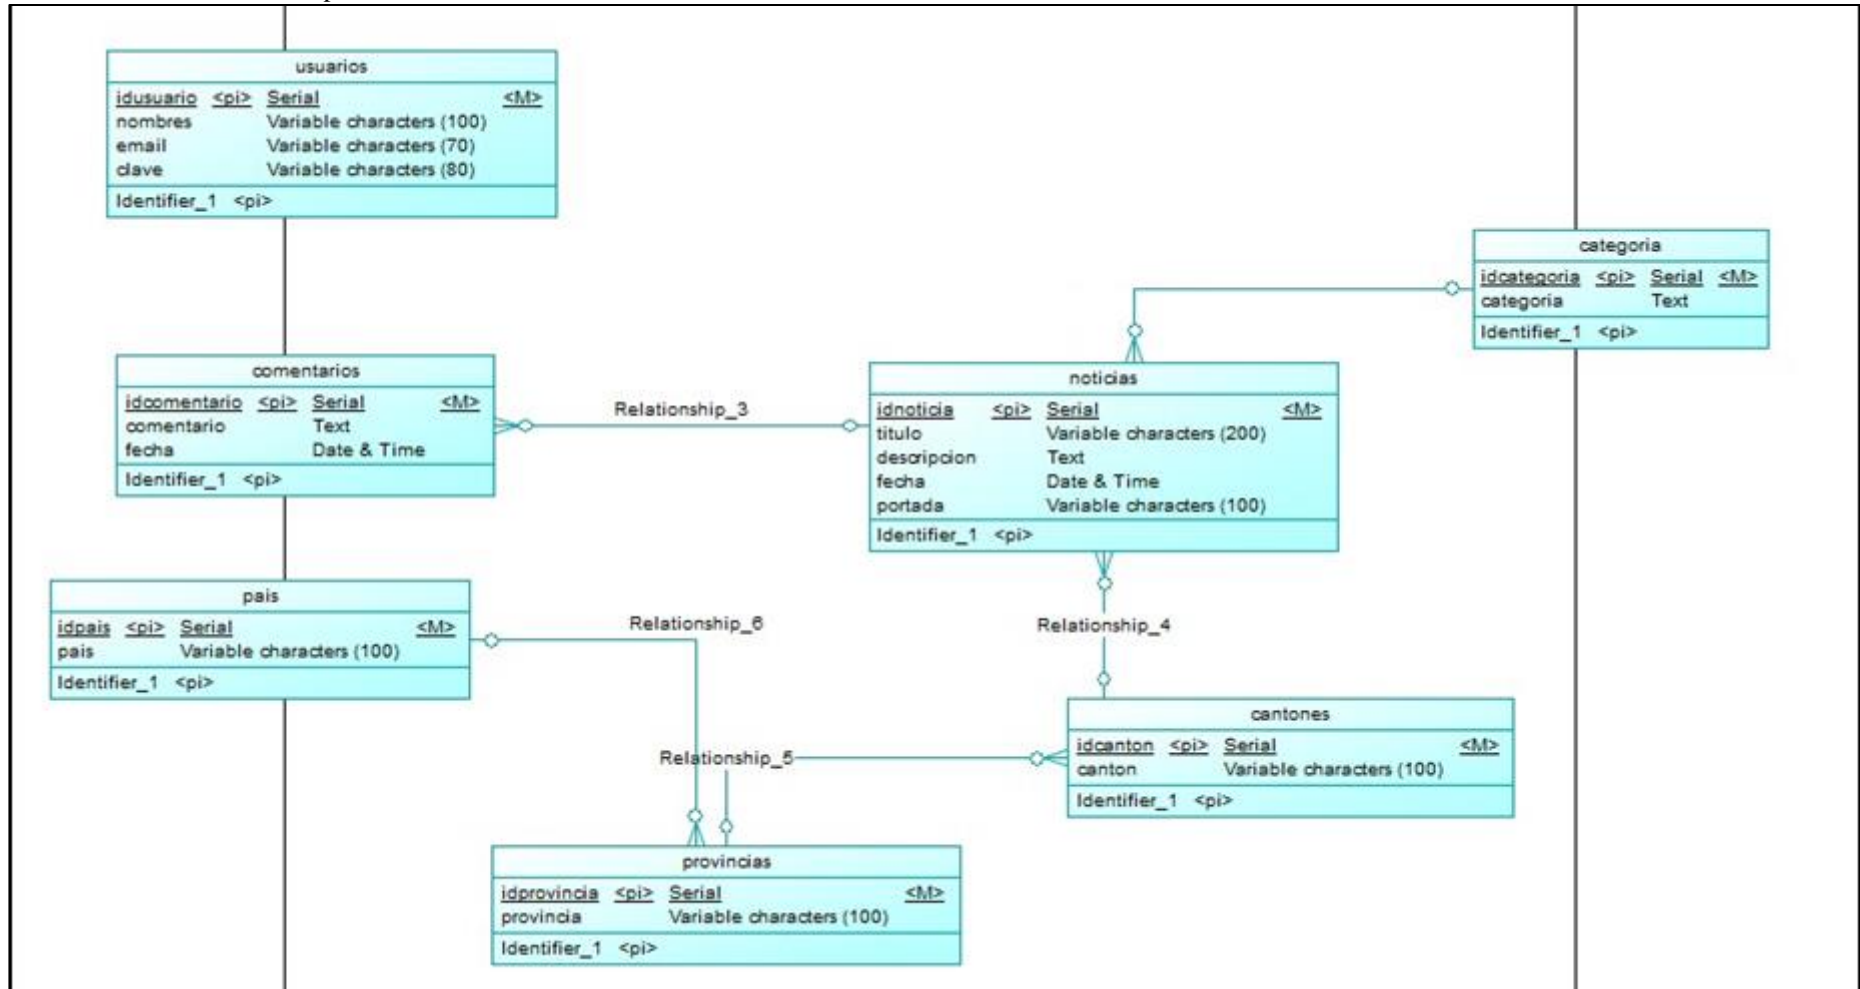 usuarios
idusuario <pi> Serial <M>
nombres Variable characters (100)
email Variable characters (70)
clave Variable characters (80)
Identifier_1 <pi>
categoria
idcategoria <pi> Serial <M>
categoria Text
Identifier_1 <pi>
comentarios
idcomentario <pi> Serial <M>
comentario Text
fecha Date & Time
Identifier_1 <pi>
Relationship_3
noticias
idnoticia <pi> Serial <M>
titulo Variable characters (200)
descripcion Text
fecha Date & Time
portada Variable characters (100)
Identifier_1 <pi>
pais
idpais <pi> Serial <M>
pais Variable characters (100)
Identifier_1 <pi>
Relationship_6
Relationship_4
Relationship_5
cantones
idcanton <pi> Serial <M>
canton Variable characters (100)
Identifier_1 <pi>
provincias
idprovincia <pi> Serial <M>
provincia Variable characters (100)
Identifier_1 <pi>